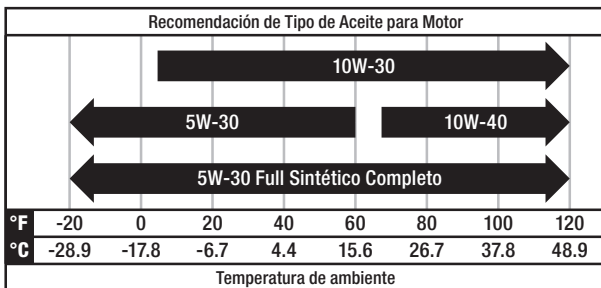 Recomendación de Tipo de Aceite para Motor
10W-30
5W-30 10W-40
5W-30 Full Sintético Completo
°F -20 0 20 40 60 80 100 120
°C -28.9 -17.8 -6.7 4.4 15.6 26.7 37.8 48.9
Temperatura de ambiente